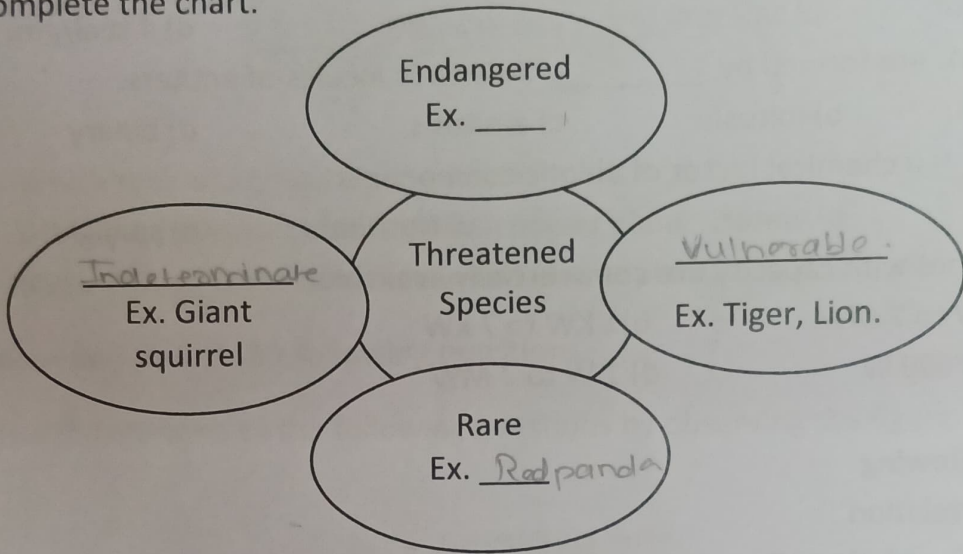 omplete the chart.
Endangered
Ex. ____
Indeterminate
Ex. Giant
squirrel
Threatened
Species
Vulnerable.
Ex. Tiger, Lion.
Rare
Ex. Red panda